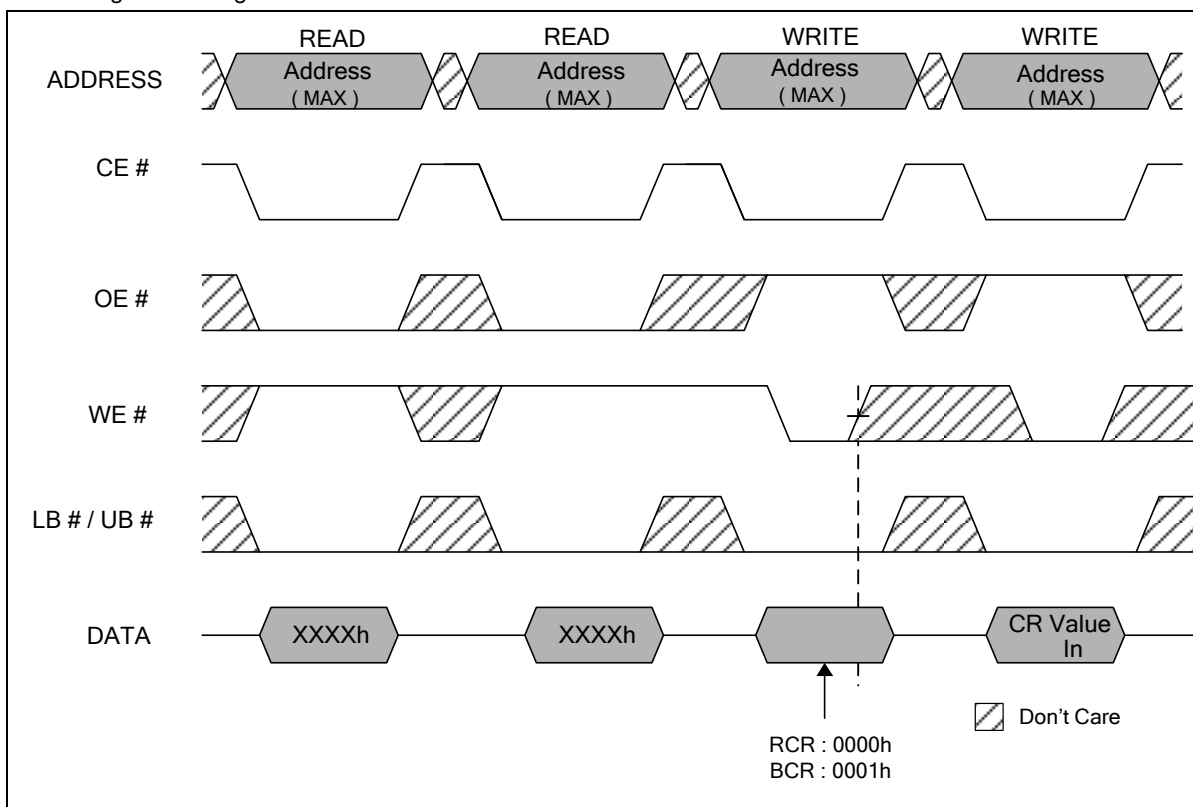 READ READ WRITE WRITE
ADDRESS Address Address Address Address
( MAX ) ( MAX ) ( MAX ) ( MAX )
CE #
OE #
WE #
LB # / UB #
DATA XXXXh XXXXh CR Value
In
Don't Care
RCR : 0000h
BCR : 0001h